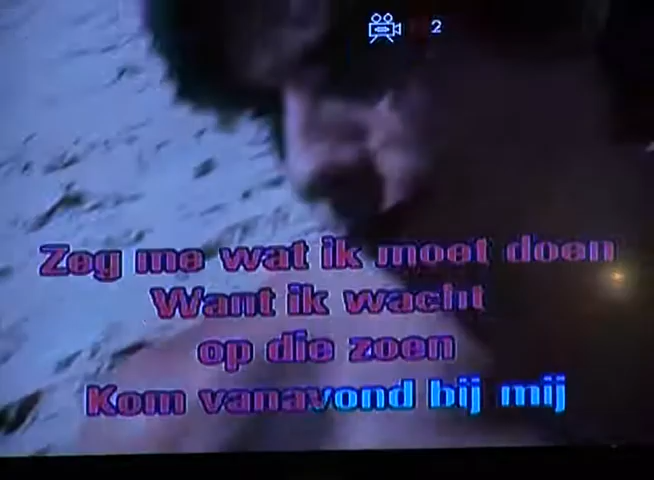 2
Zeg me wat ik moet doen
Want ik wacht
op die zoen
Kom vanavond bij mij